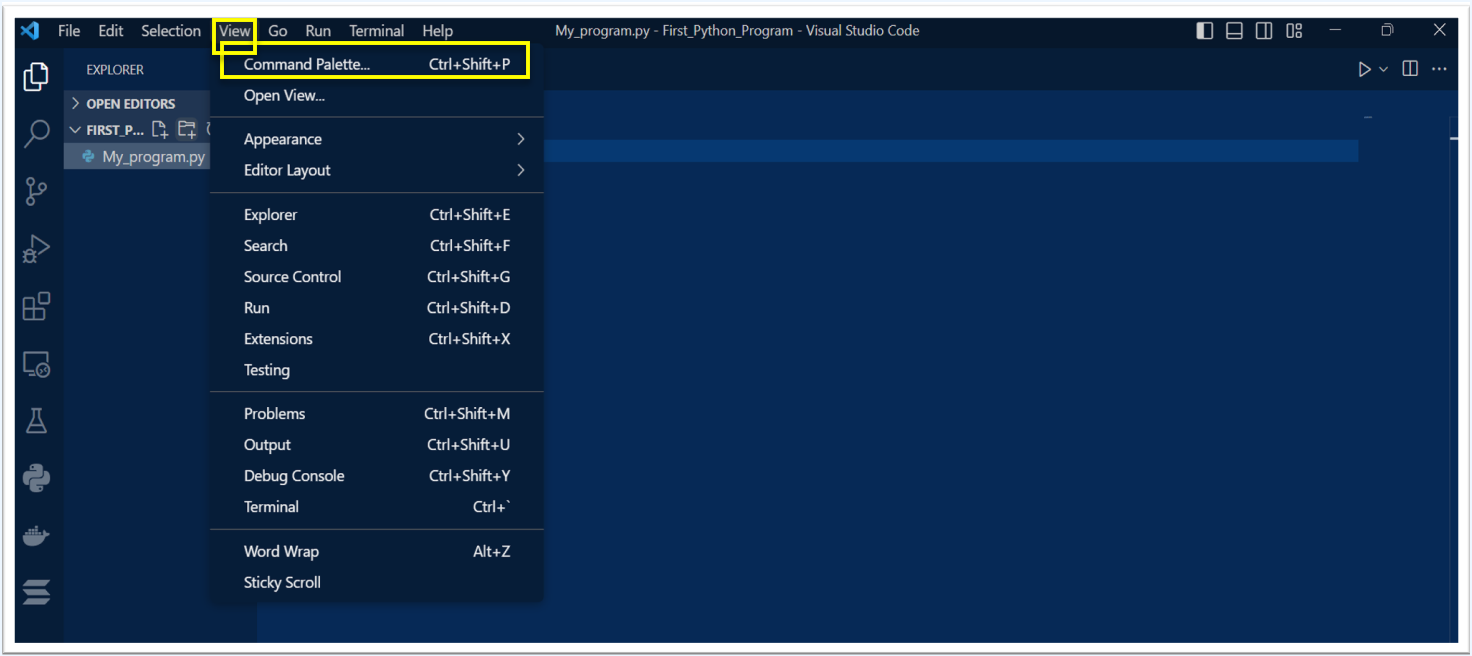 File Edit Selection View Go Run Terminal Help My_program.py - First_Python_Program - Visual Studio Code
EXPLORER
OPEN EDITORS
FIRST_P...
My_program.py
Command Palette... Ctrl+Shift+P
Open View...
Appearance
Editor Layout
Explorer Ctrl+Shift+E
Search Ctrl+Shift+F
Source Control Ctrl+Shift+G
Run Ctrl+Shift+D
Extensions Ctrl+Shift+X
Testing
Problems Ctrl+Shift+M
Output Ctrl+Shift+U
Debug Console Ctrl+Shift+Y
Terminal Ctrl+`
Word Wrap Alt+Z
Sticky Scroll